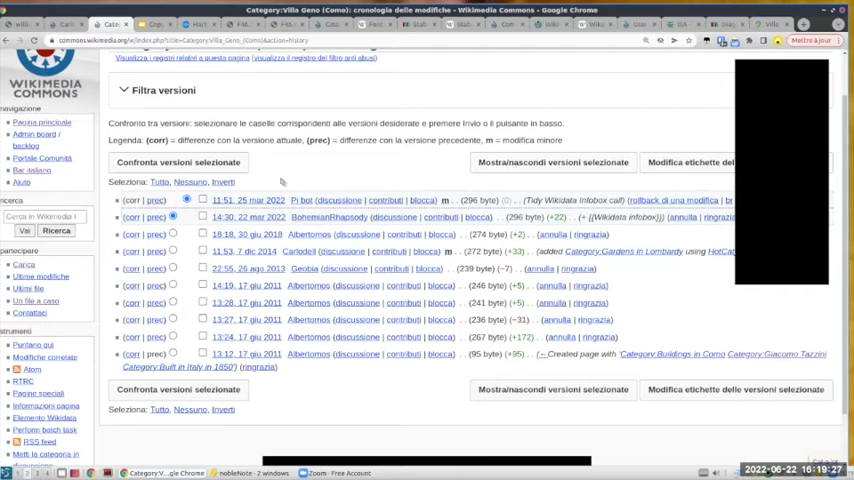 Category:Villa Geno (Como): cronologia delle modifiche - Google Chrome
commons.wikimedia.org/w/index.php?title=Category:Villa_Geno_(Como)&action=history
Mettre à jour
Visualizza i registri relativi a questa pagina (visualizza il registro dei filtri anti abusi)
WIKIMEDIA
COMMONS
Filtra versioni
Confronto tra versioni: selezionare le caselle corrispondenti alle versioni desiderate e premere Invio o il pulsante in basso.
Legenda: (corr) = differenze con la versione attuale, (prec) = differenze con la versione precedente, m = modifica minore
Confronta versioni selezionate Mostra/nascondi versioni selezionate Modifica etichette de
Seleziona: Tutto, Nessuno, Inverti
(corr | prec) 11:51, 25 mar 2022 Pi bot (discussione | contributi | blocca) m . . (296 byte) (0) . . (Tidy Wikidata Infobox call) (rollback di una modifica | br
(corr | prec) 14:30, 22 mar 2022 BohemianRhapsody (discussione | contributi | blocca) . . (296 byte) (+22) . . (+ {{Wikidata infobox}}) (annulla | ringrazia
(corr | prec) 18:18, 30 giu 2018 Albertomos (discussione | contributi | blocca) . . (274 byte) (+2) . . (annulla | ringrazia)
(corr | prec) 11:53, 7 dic 2014 Carlodell (discussione | contributi | blocca) m . . (272 byte) (+33) . . (added Category:Gardens in Lombardy using HotCa
(corr | prec) 22:55, 26 ago 2013 Geobia (discussione | contributi | blocca) . . (239 byte) (−7) . . (annulla | ringrazia)
(corr | prec) 14:19, 17 giu 2011 Albertomos (discussione | contributi | blocca) . . (246 byte) (+5) . . (annulla | ringrazia)
(corr | prec) 13:28, 17 giu 2011 Albertomos (discussione | contributi | blocca) . . (241 byte) (+5) . . (annulla | ringrazia)
(corr | prec) 13:27, 17 giu 2011 Albertomos (discussione | contributi | blocca) . . (236 byte) (−31) . . (annulla | ringrazia)
(corr | prec) 13:24, 17 giu 2011 Albertomos (discussione | contributi | blocca) . . (267 byte) (+172) . . (annulla | ringrazia)
(corr | prec) 13:12, 17 giu 2011 Albertomos (discussione | contributi | blocca) . . (95 byte) (+95) . . (←Created page with 'Category:Buildings in Como Category:Giacomo Tazzini
Category:Built in Italy in 1850') (ringrazia)
Confronta versioni selezionate Mostra/nascondi versioni selezionate Modifica etichette delle versioni selezionate
Seleziona: Tutto, Nessuno, Inverti
navigazione
Pagina principale
Admin board /
backlog
Portale Comunità
Bar italiano
Aiuto
ricerca
Cerca in Wikimedia C
Vai Ricerca
partecipare
Carica
Ultime modifiche
Ultimi file
Un file a caso
Contattaci
strumenti
Puntano qui
Modifiche correlate
Atom
RTRC
Pagine speciali
Informazioni pagina
Elemento Wikidata
Perform batch task
RSS feed
Metti la categoria in
Category:V...gle Chrome nobleNote - 2 windows Zoom - Free Account
2022-06-22 16:19:27